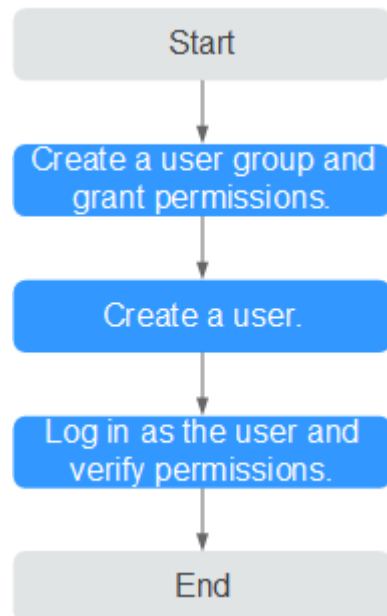 Start
Create a user group and
grant permissions.
Create a user.
Log in as the user and
verify permissions.
End